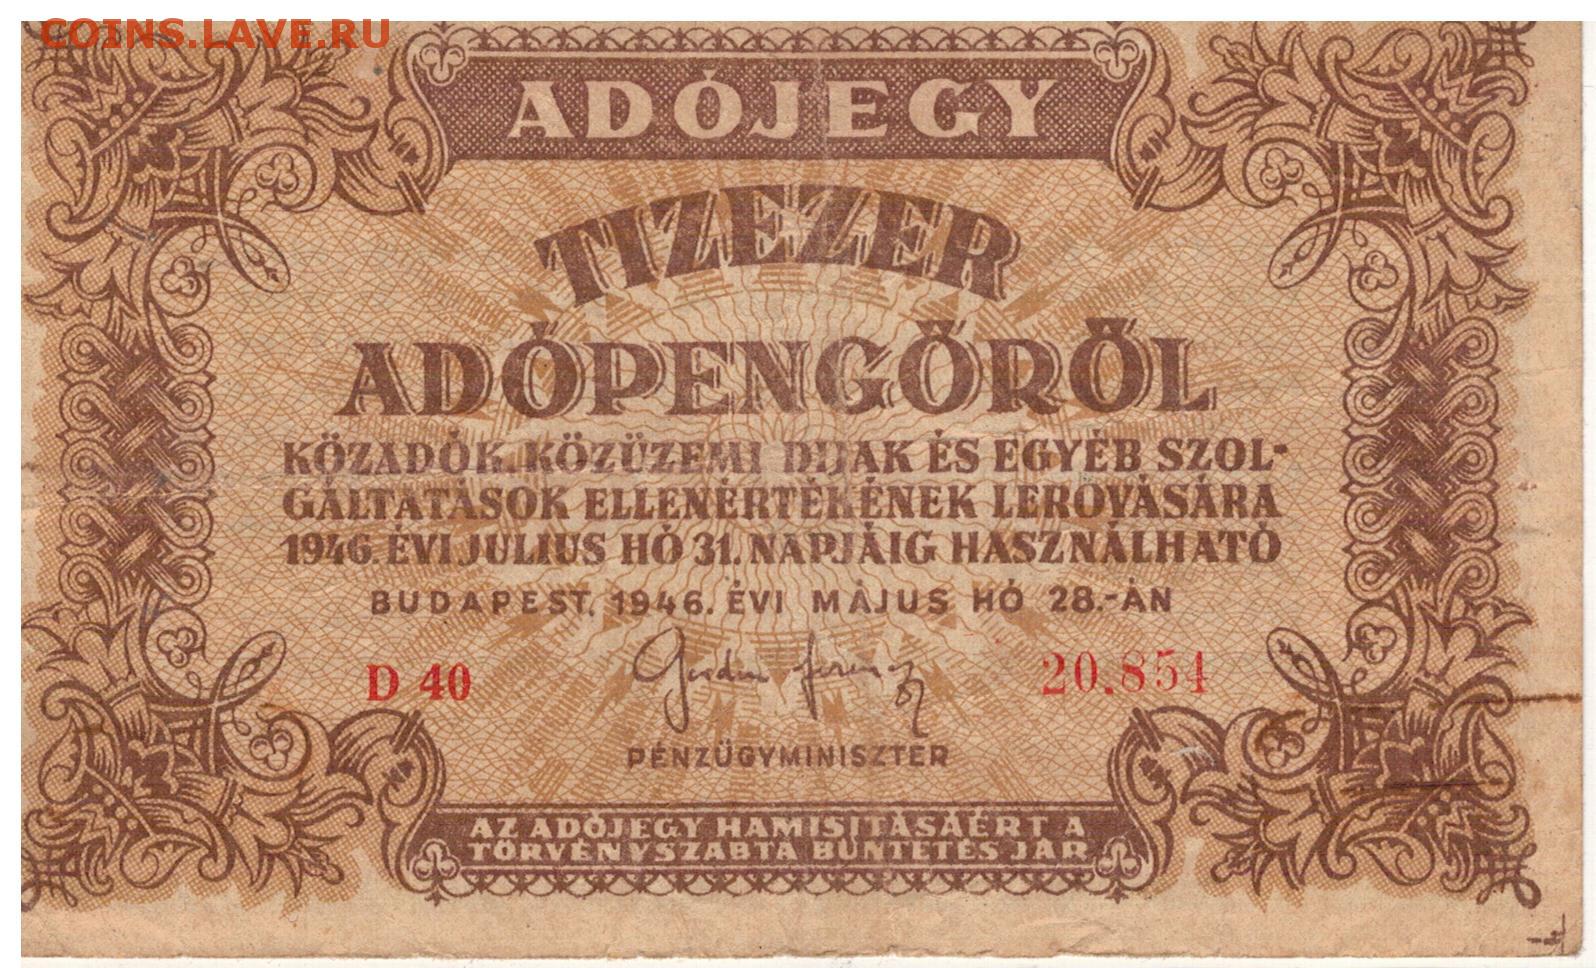 COINS.LAVE.RU
ADÓJEGY
TIZEZER
ADÓPENGŐRŐL
KÖZADÓK, KÖZÜZEMI DIJAK ÉS EGYÉB SZOL-
GÁLTATÁSOK ELLENÉRTÉKÉNEK LEROVÁSÁRA
1946. ÉVI JULIUS HÓ 31. NAPJÁIG HASZNÁLHATÓ
BUDAPEST, 1946. ÉVI MÁJUS HÓ 28.-ÁN
D 40 20.854
Gordon Ferenc
PÉNZÜGYMINISZTER
AZ ADÓJEGY HAMISITÁSÁÉRT A
TÖRVÉNYSZABTA BÜNTETÉS JÁR